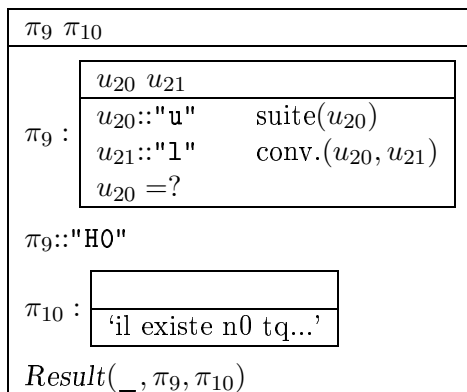 π₉ π₁₀
u₂₀ u₂₁
π₉ : u₂₀::"u" suite(u₂₀)
u₂₁::"l" conv.(u₂₀, u₂₁)
u₂₀ =?
π₉::"H0"
π₁₀ :
‘il existe n0 tq...’
Result(_, π₉, π₁₀)